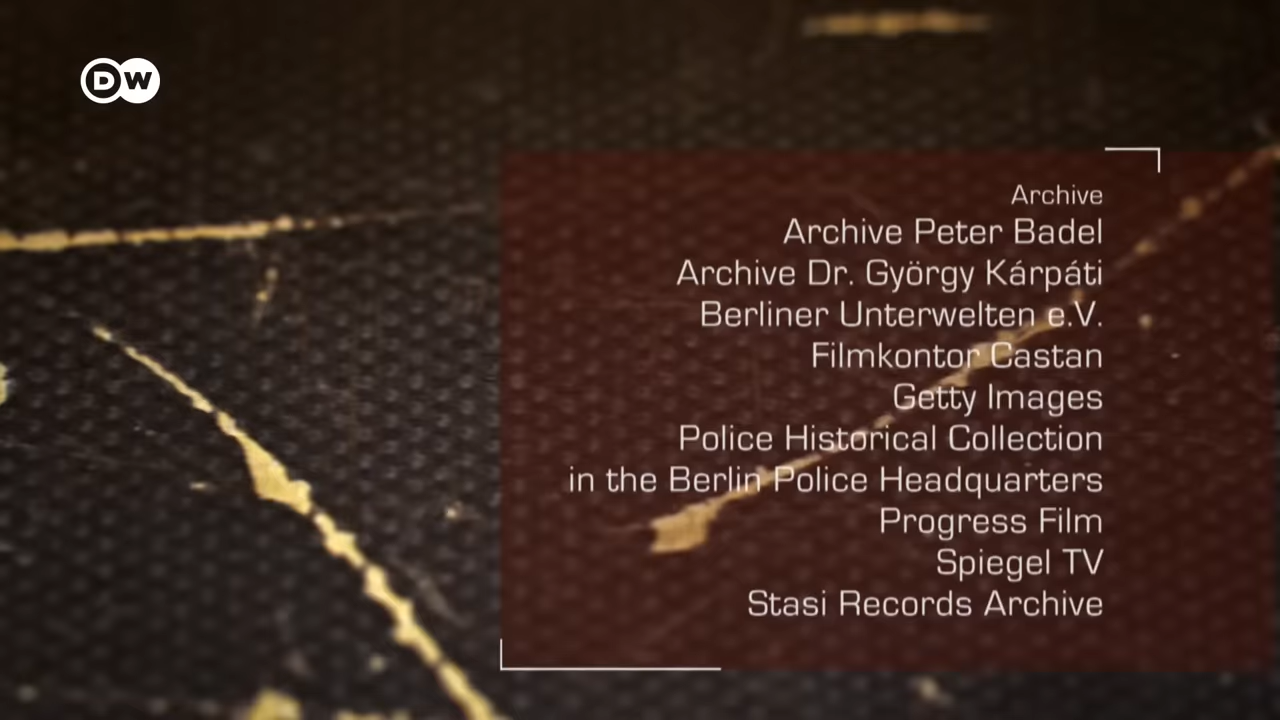 DW
Archive
Archive Peter Badel
Archive Dr. György Kárpáti
Berliner Unterwelten e.V.
Filmkontor Castan
Getty Images
Police Historical Collection
in the Berlin Police Headquarters
Progress Film
Spiegel TV
Stasi Records Archive